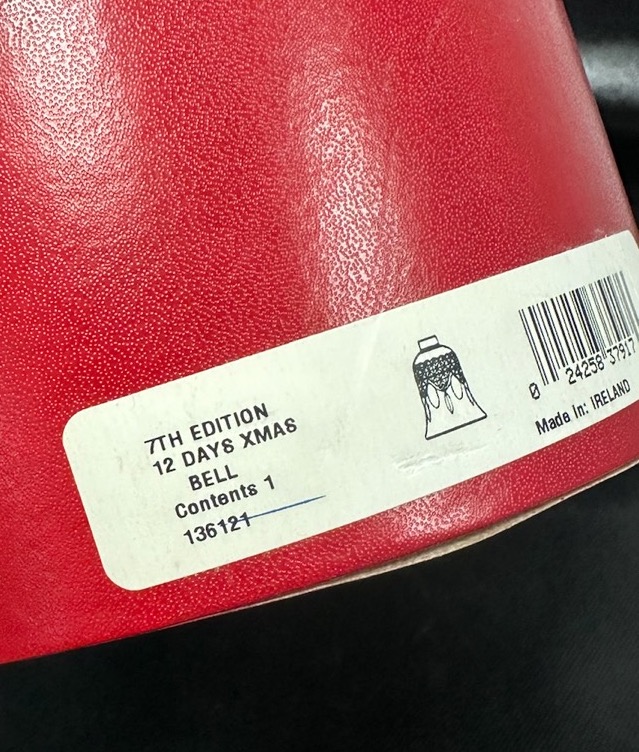 7TH EDITION
12 DAYS XMAS
BELL
Contents 1
136121
0 24258 37917
Made In: IRELAND